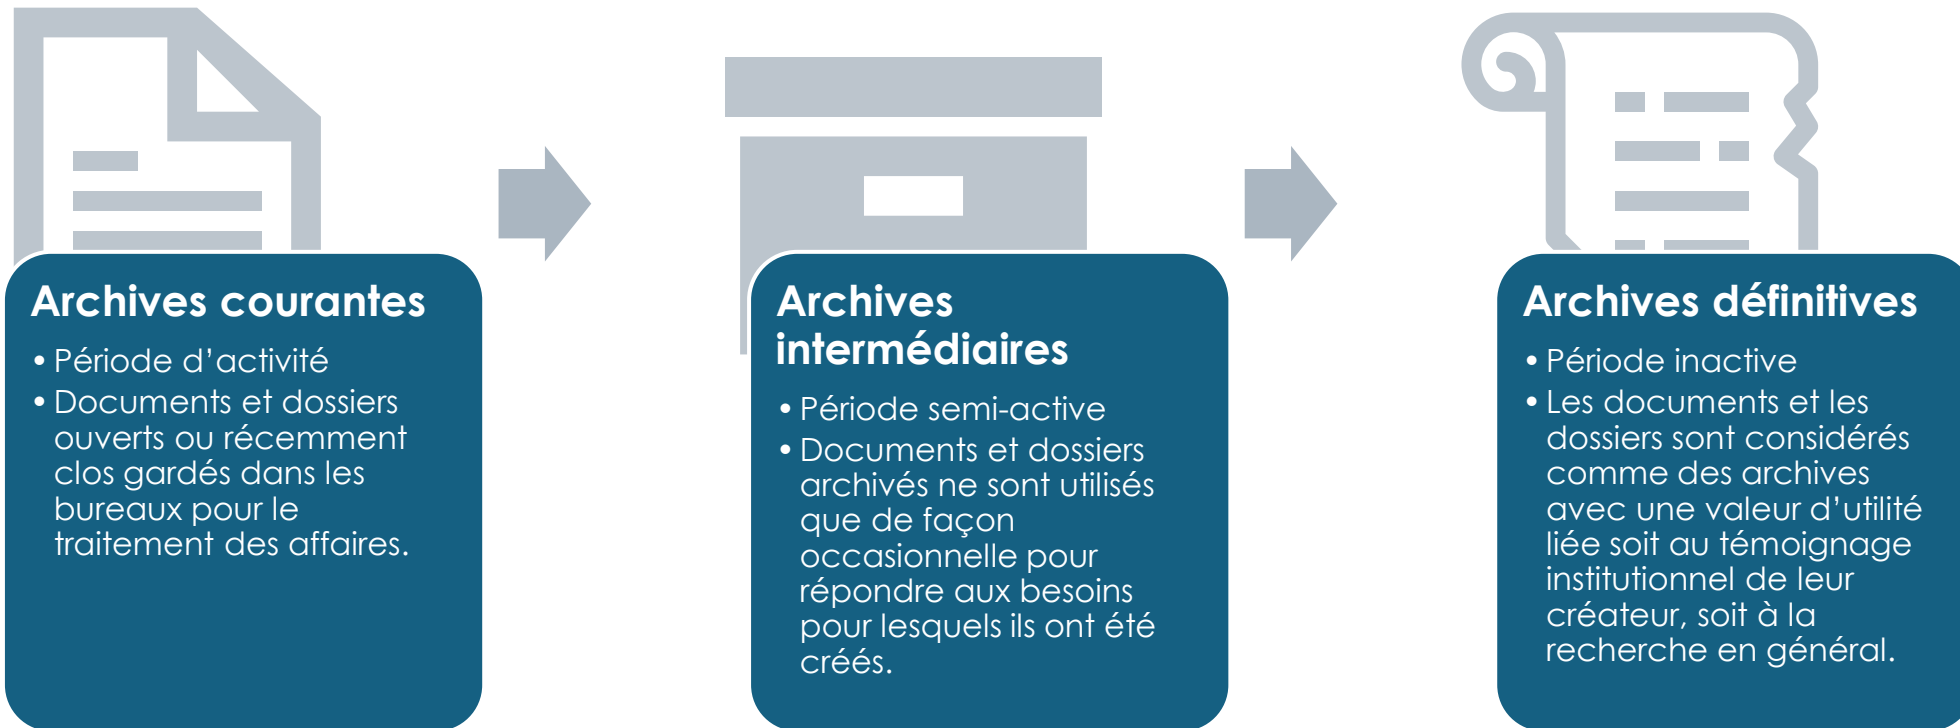 Archives courantes
• Période d’activité
• Documents et dossiers
ouverts ou récemment
clos gardés dans les
bureaux pour le
traitement des affaires.
Archives
intermédiaires
• Période semi-active
• Documents et dossiers
archivés ne sont utilisés
que de façon
occasionnelle pour
répondre aux besoins
pour lesquels ils ont été
créés.
Archives définitives
• Période inactive
• Les documents et les
dossiers sont considérés
comme des archives
avec une valeur d’utilité
liée soit au témoignage
institutionnel de leur
créateur, soit à la
recherche en général.